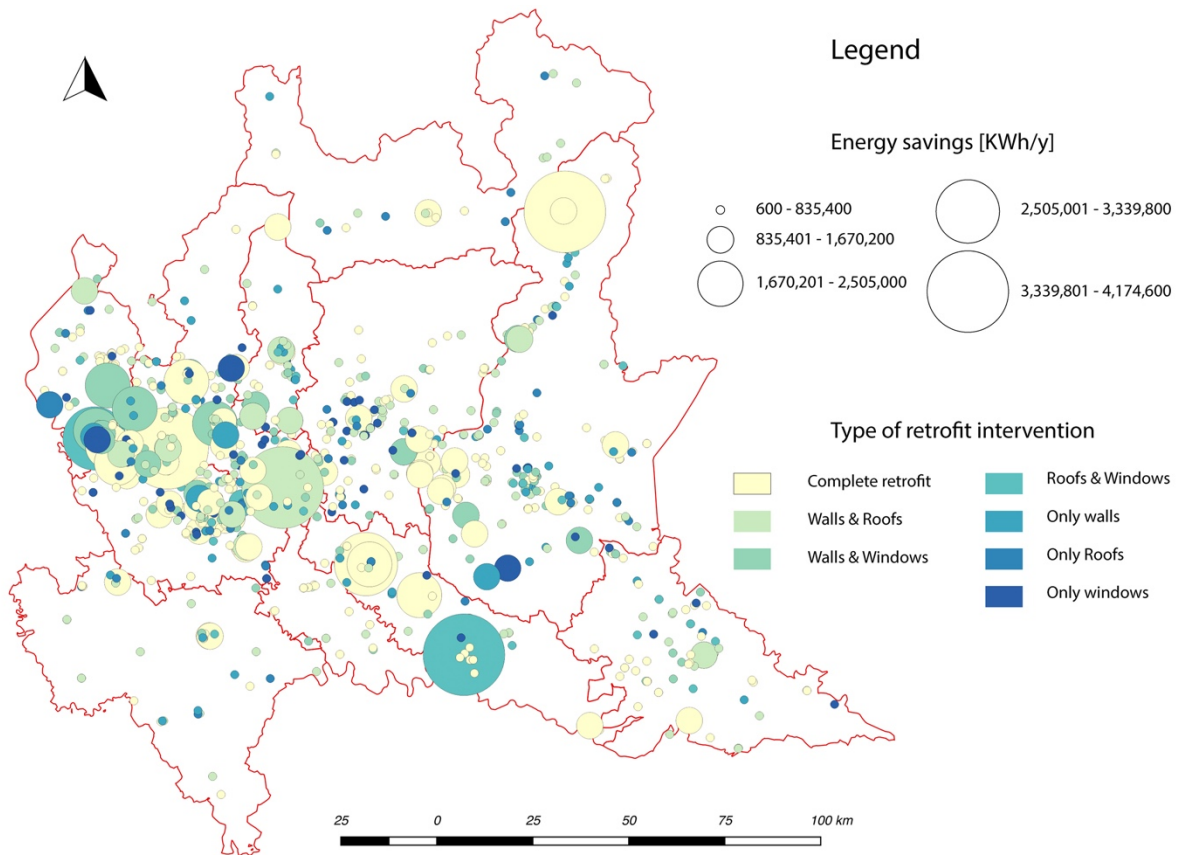 Legend
Energy savings [KWh/y]
600 - 835,400
835,401 - 1,670,200
1,670,201 - 2,505,000
2,505,001 - 3,339,800
3,339,801 - 4,174,600
Type of retrofit intervention
Complete retrofit
Walls & Roofs
Walls & Windows
Roofs & Windows
Only walls
Only Roofs
Only windows
25 0 25 50 75 100 km